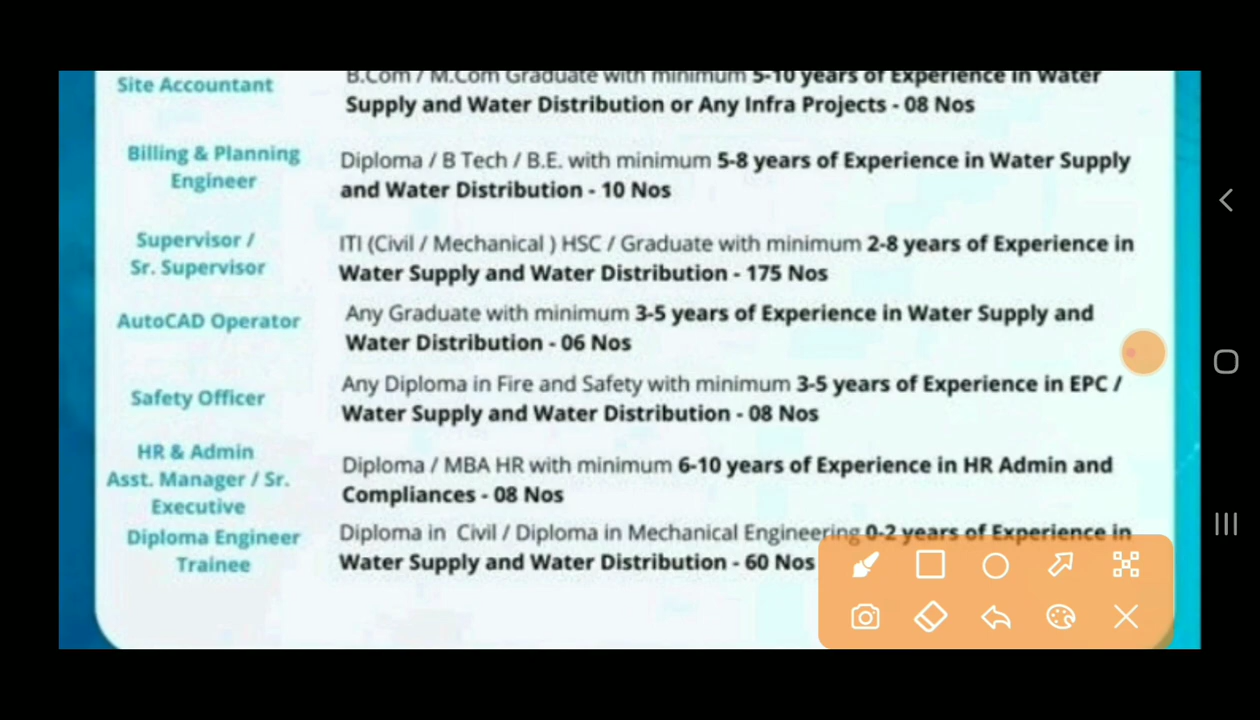 Site Accountant
B.Com / M.Com Graduate with minimum 5-10 years of Experience in Water
Supply and Water Distribution or Any Infra Projects - 08 Nos
Billing & Planning
Engineer
Diploma / B Tech / B.E. with minimum 5-8 years of Experience in Water Supply
and Water Distribution - 10 Nos
Supervisor /
Sr. Supervisor
ITI (Civil / Mechanical ) HSC / Graduate with minimum 2-8 years of Experience in
Water Supply and Water Distribution - 175 Nos
AutoCAD Operator
Any Graduate with minimum 3-5 years of Experience in Water Supply and
Water Distribution - 06 Nos
Safety Officer
Any Diploma in Fire and Safety with minimum 3-5 years of Experience in EPC /
Water Supply and Water Distribution - 08 Nos
HR & Admin
Asst. Manager / Sr.
Executive
Diploma / MBA HR with minimum 6-10 years of Experience in HR Admin and
Compliances - 08 Nos
Diploma Engineer
Trainee
Diploma in Civil / Diploma in Mechanical Engineering 0-2 years of Experience in
Water Supply and Water Distribution - 60 Nos